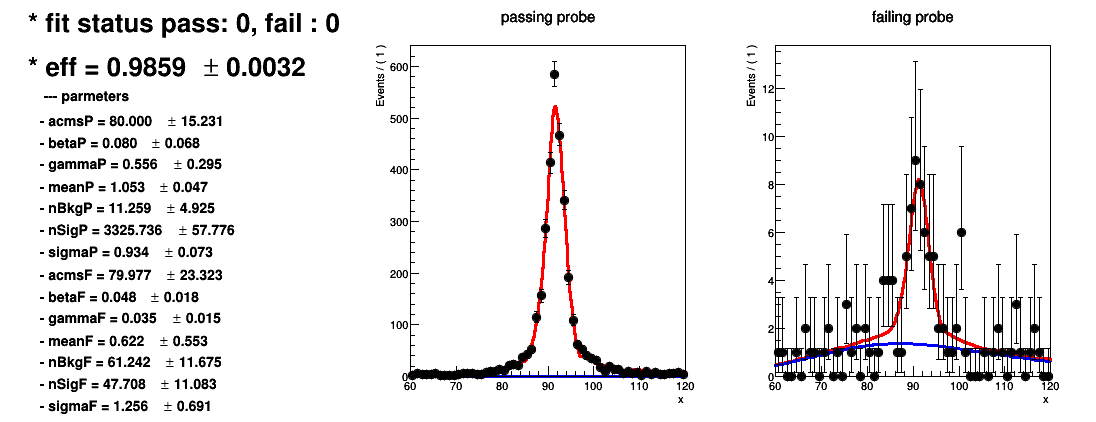 * fit status pass: 0, fail : 0
* eff = 0.9859 ± 0.0032
--- parmeters
- acmsP = 80.000 ± 15.231
- betaP = 0.080 ± 0.068
- gammaP = 0.556 ± 0.295
- meanP = 1.053 ± 0.047
- nBkgP = 11.259 ± 4.925
- nSigP = 3325.736 ± 57.776
- sigmaP = 0.934 ± 0.073
- acmsF = 79.977 ± 23.323
- betaF = 0.048 ± 0.018
- gammaF = 0.035 ± 0.015
- meanF = 0.622 ± 0.553
- nBkgF = 61.242 ± 11.675
- nSigF = 47.708 ± 11.083
- sigmaF = 1.256 ± 0.691
passing probe
Events / ( 1 )
600
500
400
300
200
100
0
60 70 80 90 100 110 120
x
failing probe
Events / ( 1 )
12
10
8
6
4
2
0
60 70 80 90 100 110 120
x